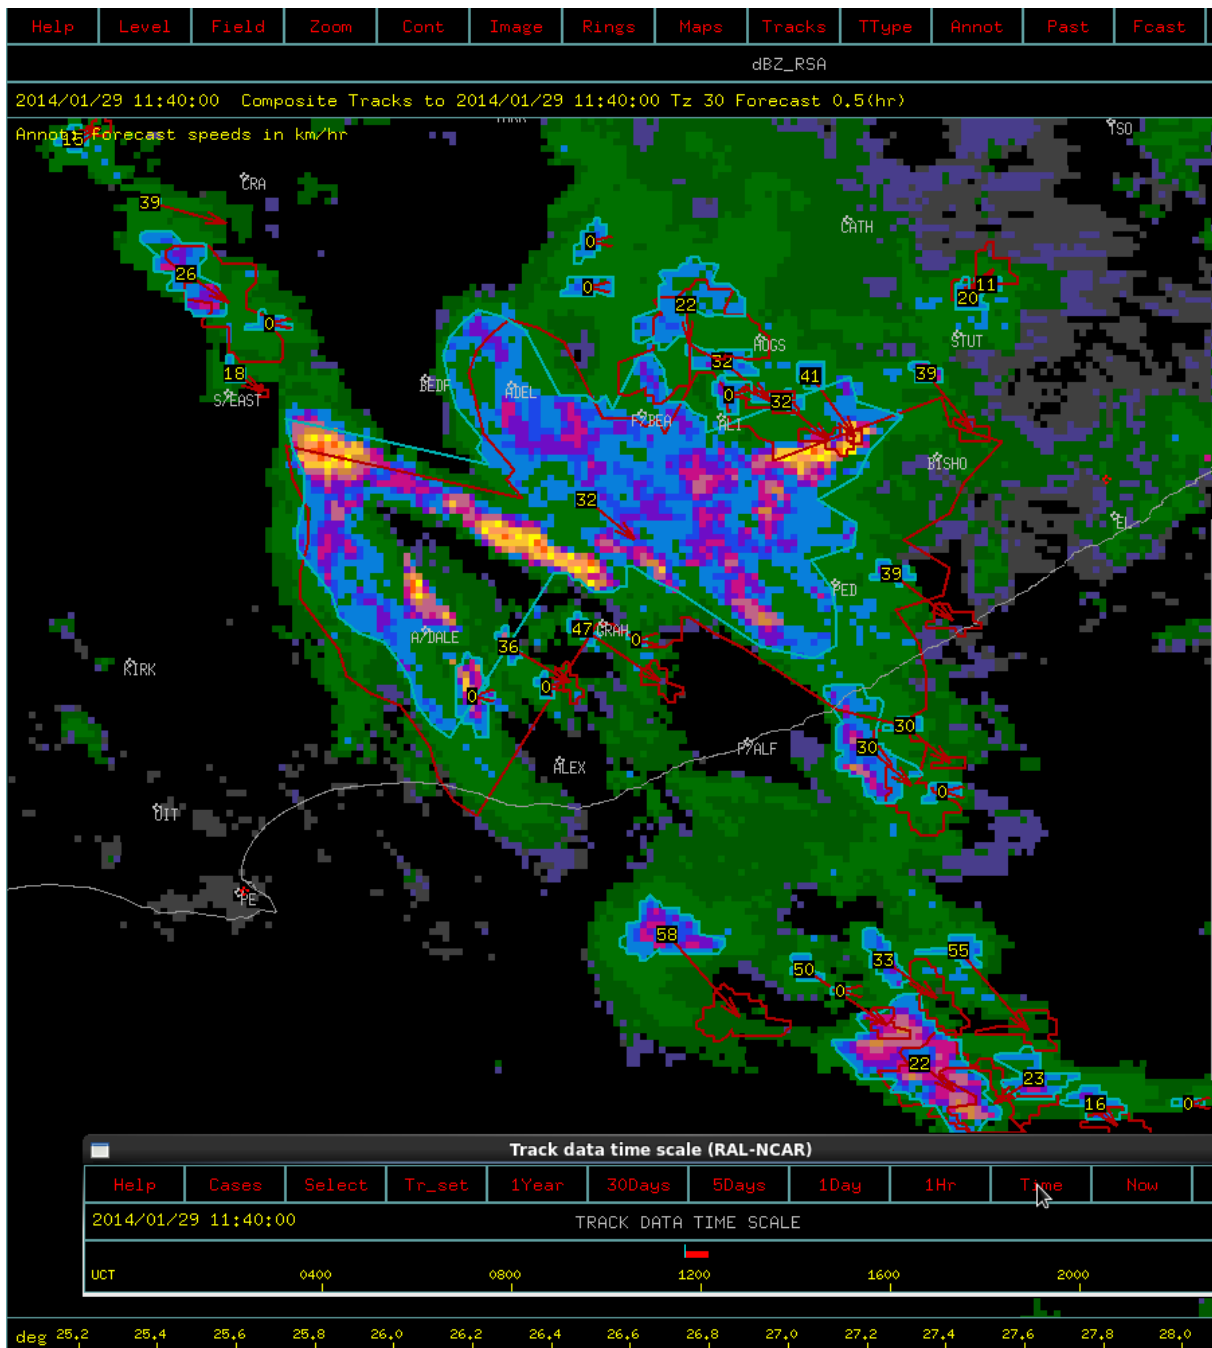 Help Level Field Zoom Cont Image Rings Maps Tracks TType Annot Past Fcast
dBZ_RSA
2014/01/29 11:40:00 Composite Tracks to 2014/01/29 11:40:00 Tz 30 Forecast 0.5(hr)
Annot: forecast speeds in km/hr
TSO
15
CRA
39
CATH
0
26
11
0
20
22
0
STUT
AOGS
32
18
41
39
BEDF
ADEL
0
32
S/EAST
F/BEA
ALI
BISHO
32
EL
39
PED
47
GRAH
A/DALE
0
36
KIRK
0
0
30
30
P/ALF
ALEX
0
UIT
PE
58
55
33
50
0
22
23
16
0
Track data time scale (RAL-NCAR)
Help Cases Select Tr_set 1Year 30Days 5Days 1Day 1Hr Time Now
2014/01/29 11:40:00 TRACK DATA TIME SCALE
UCT 0400 0800 1200 1600 2000
deg 25.2 25.4 25.6 25.8 26.0 26.2 26.4 26.6 26.8 27.0 27.2 27.4 27.6 27.8 28.0